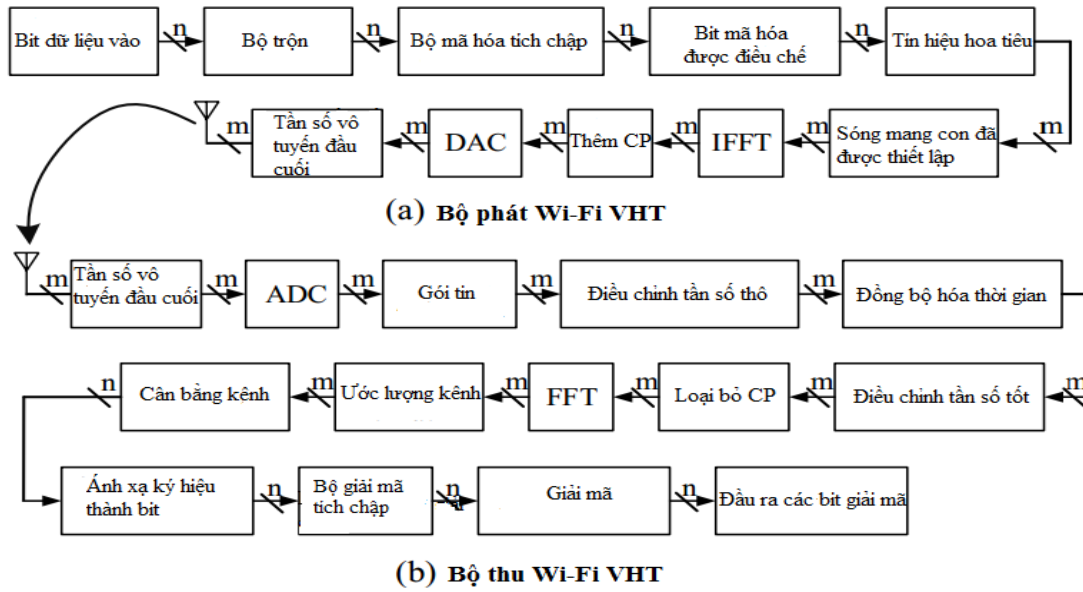 Bit dữ liệu vào
n
Bộ trộn
n
Bộ mã hóa tích chập
n
Bit mã hóa
được điều chế
n
Tín hiệu hoa tiêu
m
Sóng mang con đã
được thiết lập
m
IFFT
m
Thêm CP
m
DAC
m
Tần số vô
tuyến đầu
cuối
m
(a) Bộ phát Wi-Fi VHT
m
Tần số vô
tuyến đầu cuối
m
ADC
m
Gói tin
m
Điều chỉnh tần số thô
m
Đồng bộ hóa thời gian
m
Điều chỉnh tần số tốt
m
Loại bỏ CP
m
FFT
m
Ước lượng kênh
m
Cân bằng kênh
n
Ánh xạ ký hiệu
thành bit
n
Bộ giải mã
tích chập
n
Giải mã
n
Đầu ra các bit giải mã
(b) Bộ thu Wi-Fi VHT